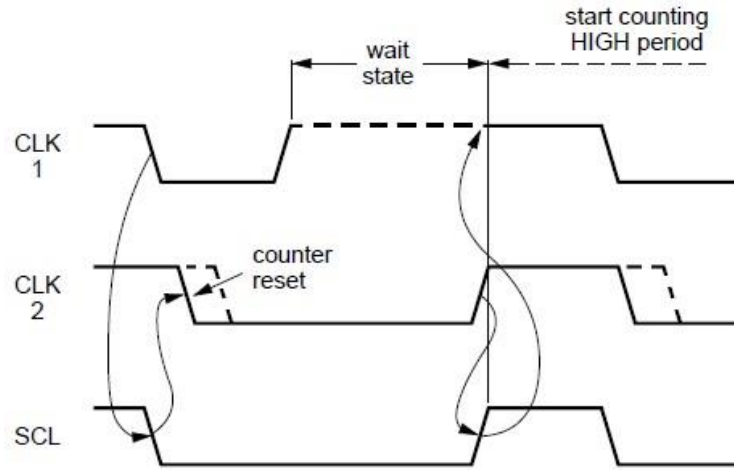 start counting
HIGH period
wait
state
CLK
1
counter
reset
CLK
2
SCL